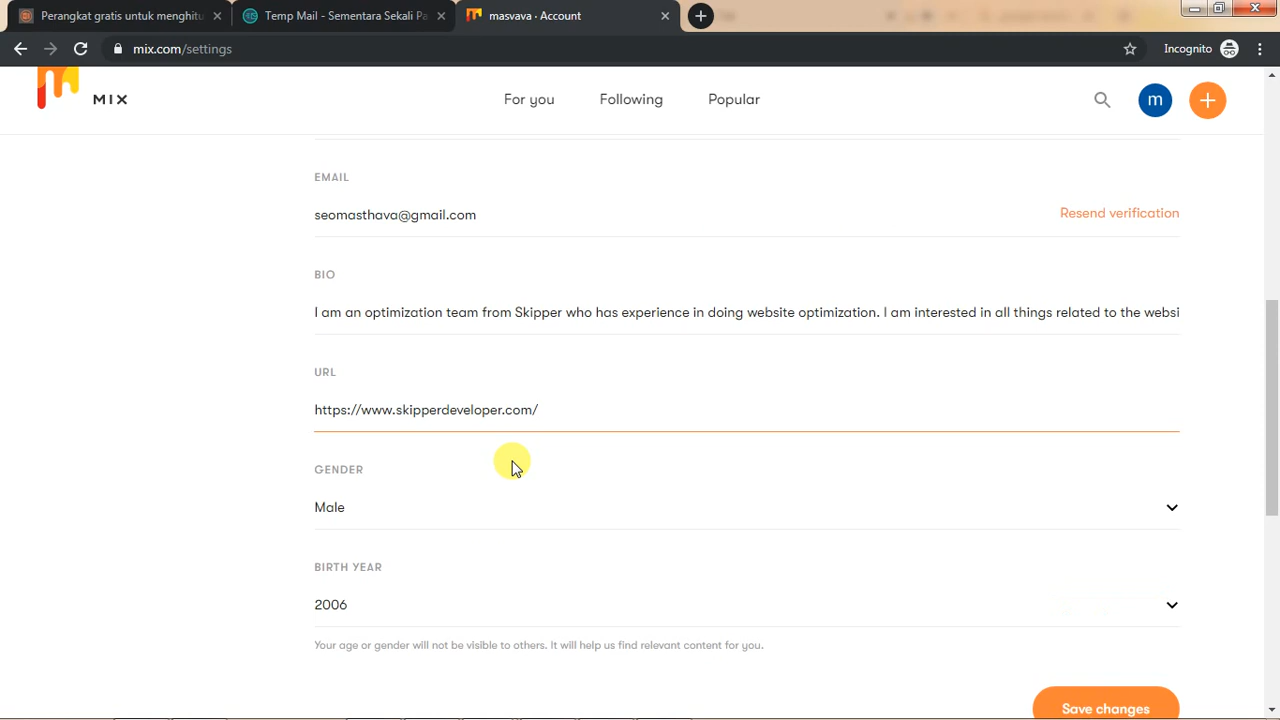 Perangkat gratis untuk menghitu
Temp Mail - Sementara Sekali Pa
masvava · Account
mix.com/settings
Incognito
MIX
For you
Following
Popular
m
EMAIL
seomasthava@gmail.com
Resend verification
BIO
I am an optimization team from Skipper who has experience in doing website optimization. I am interested in all things related to the websi
URL
https://www.skipperdeveloper.com/
GENDER
Male
BIRTH YEAR
2006
Your age or gender will not be visible to others. It will help us find relevant content for you.
Save changes